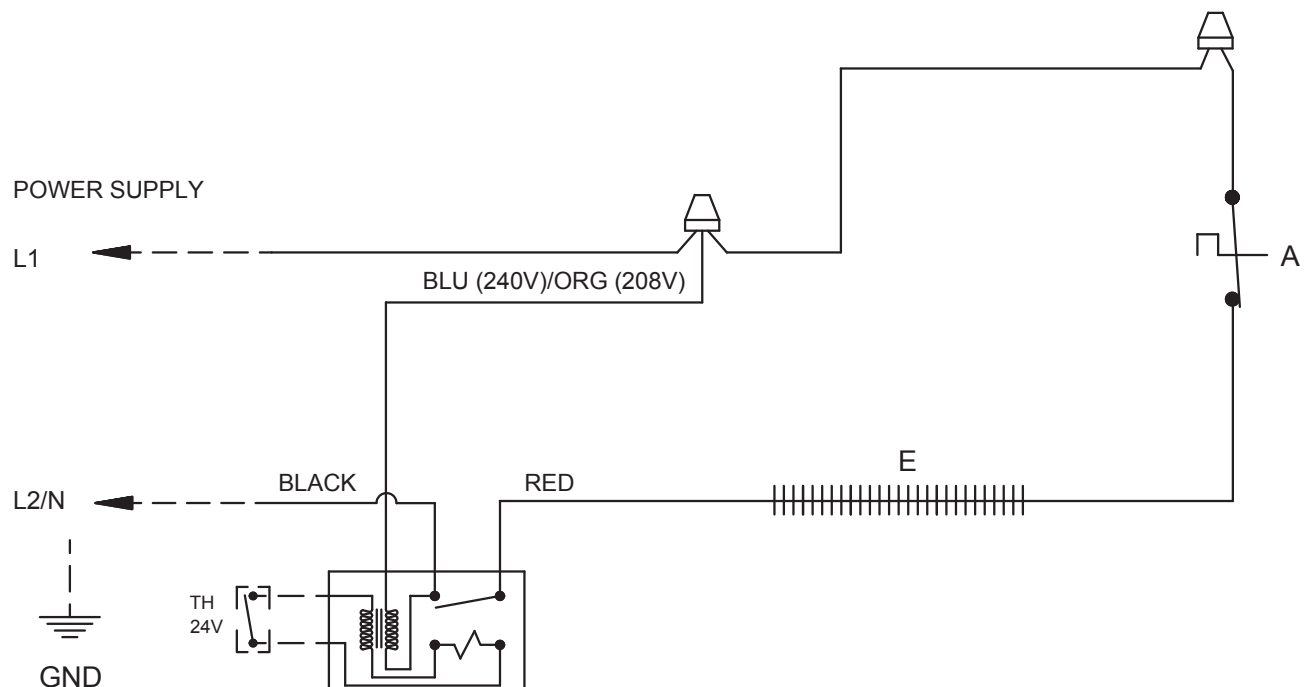 POWER SUPPLY
L1
A
BLU (240V)/ORG (208V)
E
L2/N
BLACK
RED
TH
24V
GND